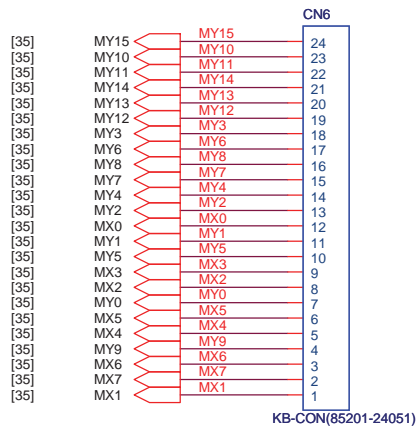 CN6
[35] MY15 MY15 24
[35] MY10 MY10 23
[35] MY11 MY11 22
[35] MY14 MY14 21
[35] MY13 MY13 20
[35] MY12 MY12 19
[35] MY3 MY3 18
[35] MY6 MY6 17
[35] MY8 MY8 16
[35] MY7 MY7 15
[35] MY4 MY4 14
[35] MY2 MY2 13
[35] MX0 MX0 12
[35] MY1 MY1 11
[35] MY5 MY5 10
[35] MX3 MX3 9
[35] MX2 MX2 8
[35] MY0 MY0 7
[35] MX5 MX5 6
[35] MX4 MX4 5
[35] MY9 MY9 4
[35] MX6 MX6 3
[35] MX7 MX7 2
[35] MX1 MX1 1
KB-CON(85201-24051)